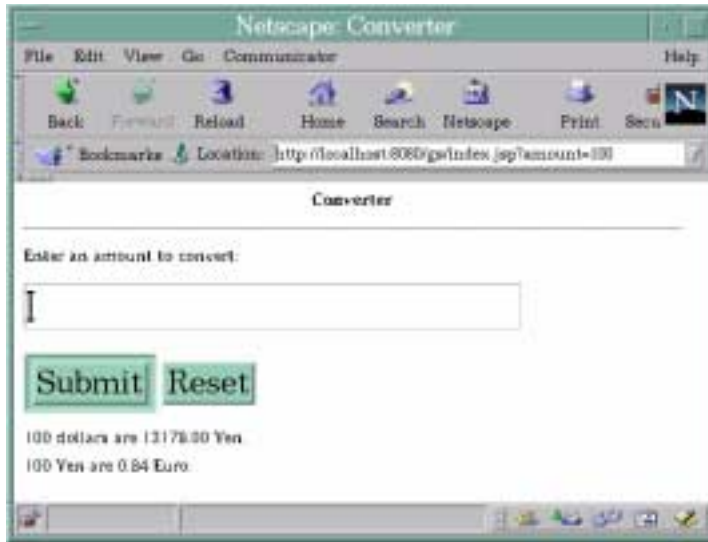 Netscape: Converter
File Edit View Go Communicator Help
Back Forward Reload Home Search Netscape Print Secu
N
Bookmarks Location: http://localhost:8080/gs/index.jsp?amount=100
Converter
Enter an amount to convert:
Submit Reset
100 dollars are 12178.00 Yen
100 Yen are 0.84 Euro